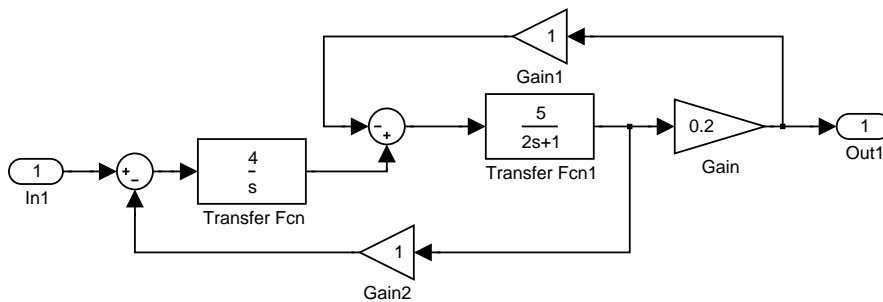 1
Gain1
-
+
5
2s+1
Transfer Fcn1
0.2
Gain
1
Out1
1
In1
+
-
4
s
Transfer Fcn
1
Gain2